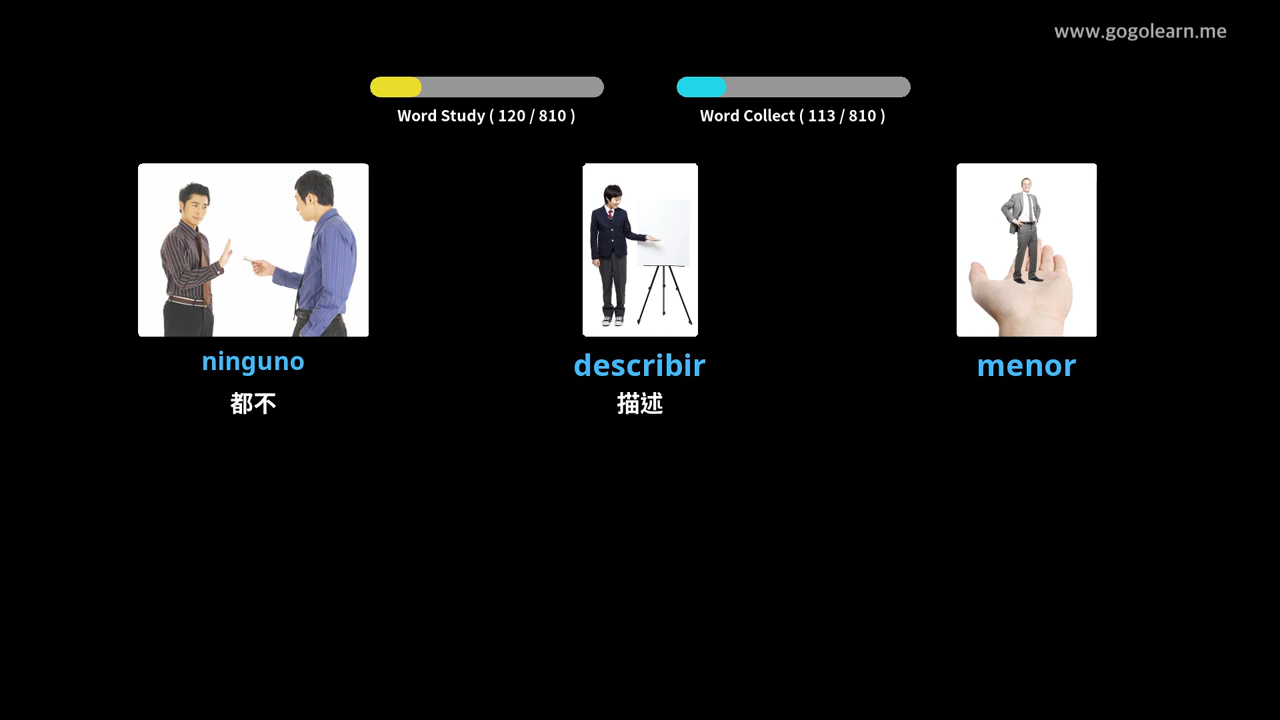 www.gogolearn.me
Word Study ( 120 / 810 )
Word Collect ( 113 / 810 )
ninguno
describir
menor
都不
描述